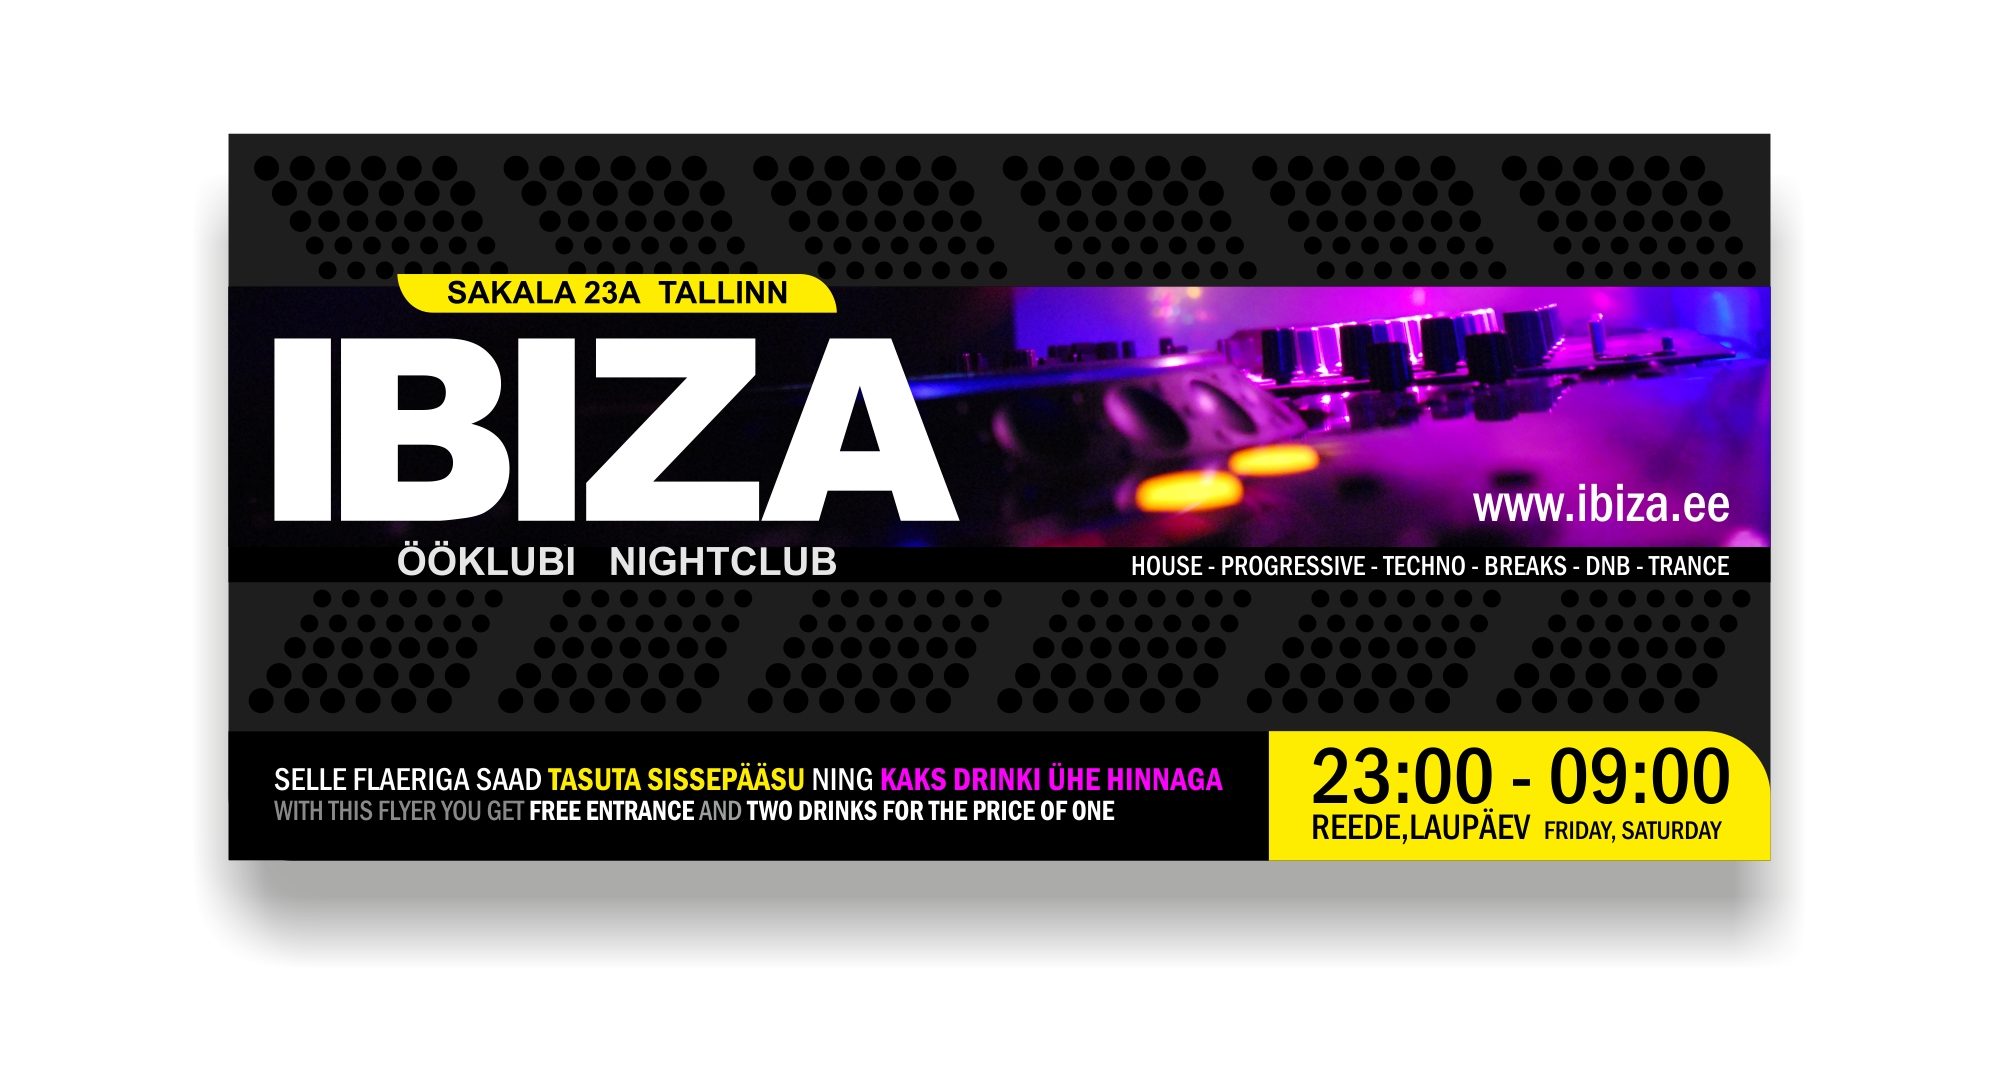 SAKALA 23A TALLINN
IBIZA
www.ibiza.ee
ÖÖKLUBI NIGHTCLUB
HOUSE - PROGRESSIVE - TECHNO - BREAKS - DNB - TRANCE
SELLE FLAERIGA SAAD TASUTA SISSEPÄÄSU NING KAKS DRINKI ÜHE HINNAGA
WITH THIS FLYER YOU GET FREE ENTRANCE AND TWO DRINKS FOR THE PRICE OF ONE
23:00 - 09:00
REEDE,LAUPÄEV FRIDAY, SATURDAY